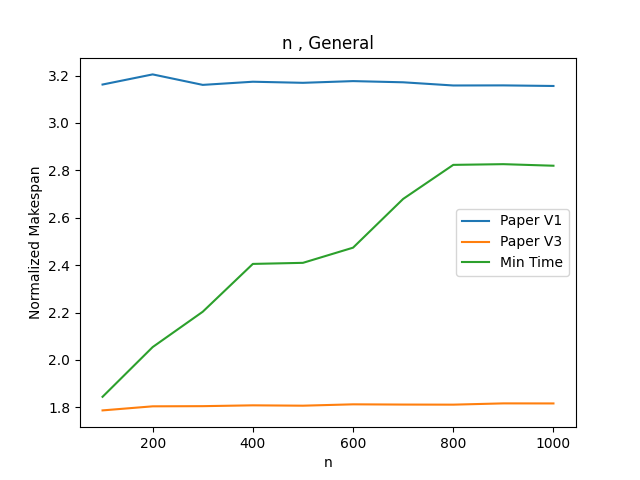 n , General
Normalized Makespan
3.2
3.0
2.8
2.6
2.4
2.2
2.0
1.8
Paper V1
Paper V3
Min Time
200
400
600
800
1000
n